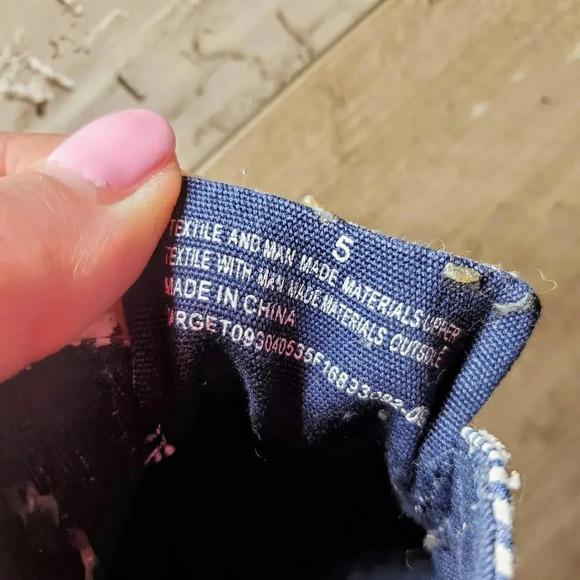 5
TEXTILE AND MAN MADE MATERIALS UPPER
TEXTILE WITH MAN MADE MATERIALS OUTSOLE
MADE IN CHINA